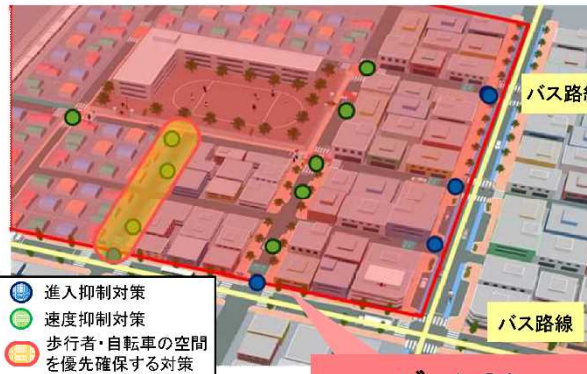 バス路線
バス路線
進入抑制対策
速度抑制対策
歩行者・自転車の空間
を優先確保する対策